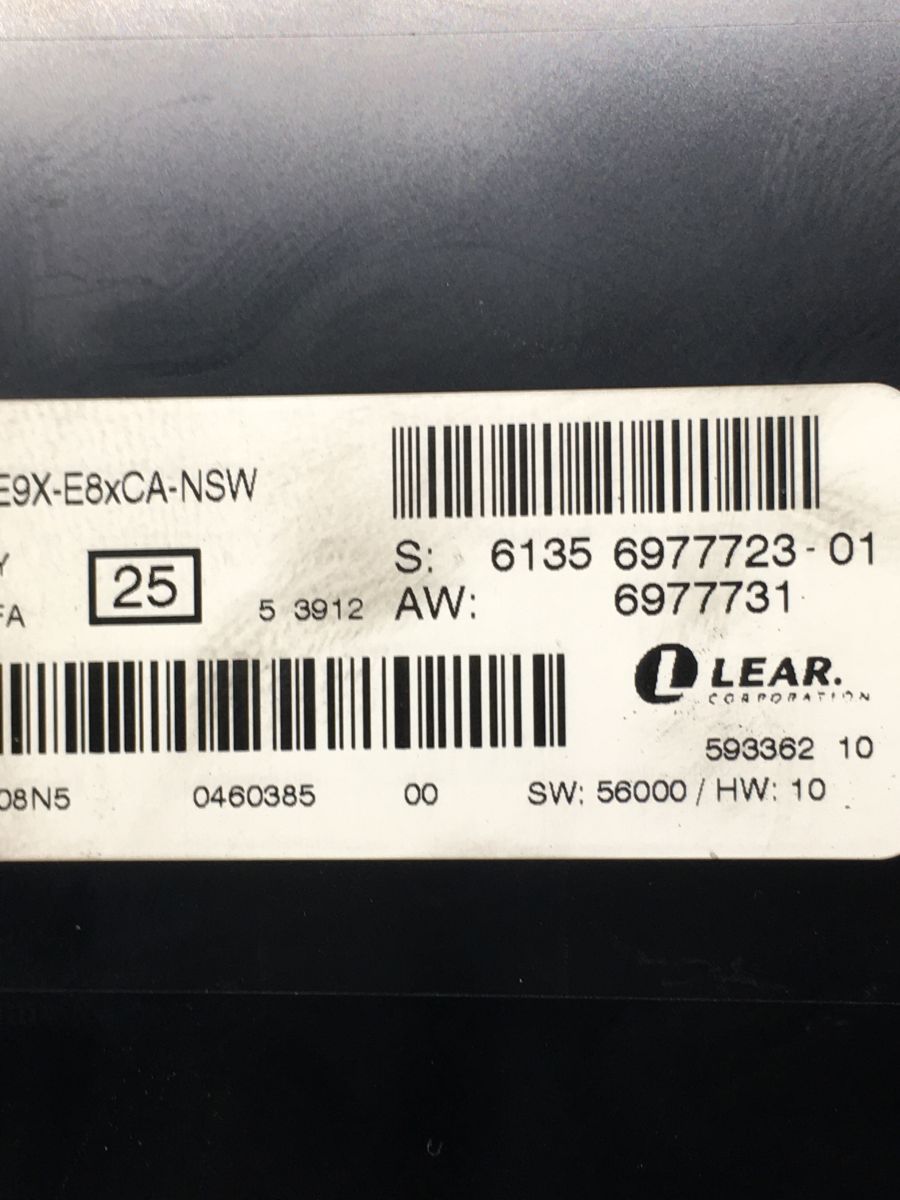 E9X-E8xCA-NSW
S: 6135 6977723-01
Y
25
FA
5 3912
AW: 6977731
L LEAR.
CORPORATION
593362 10
08N5 0460385 00 SW: 56000 / HW: 10